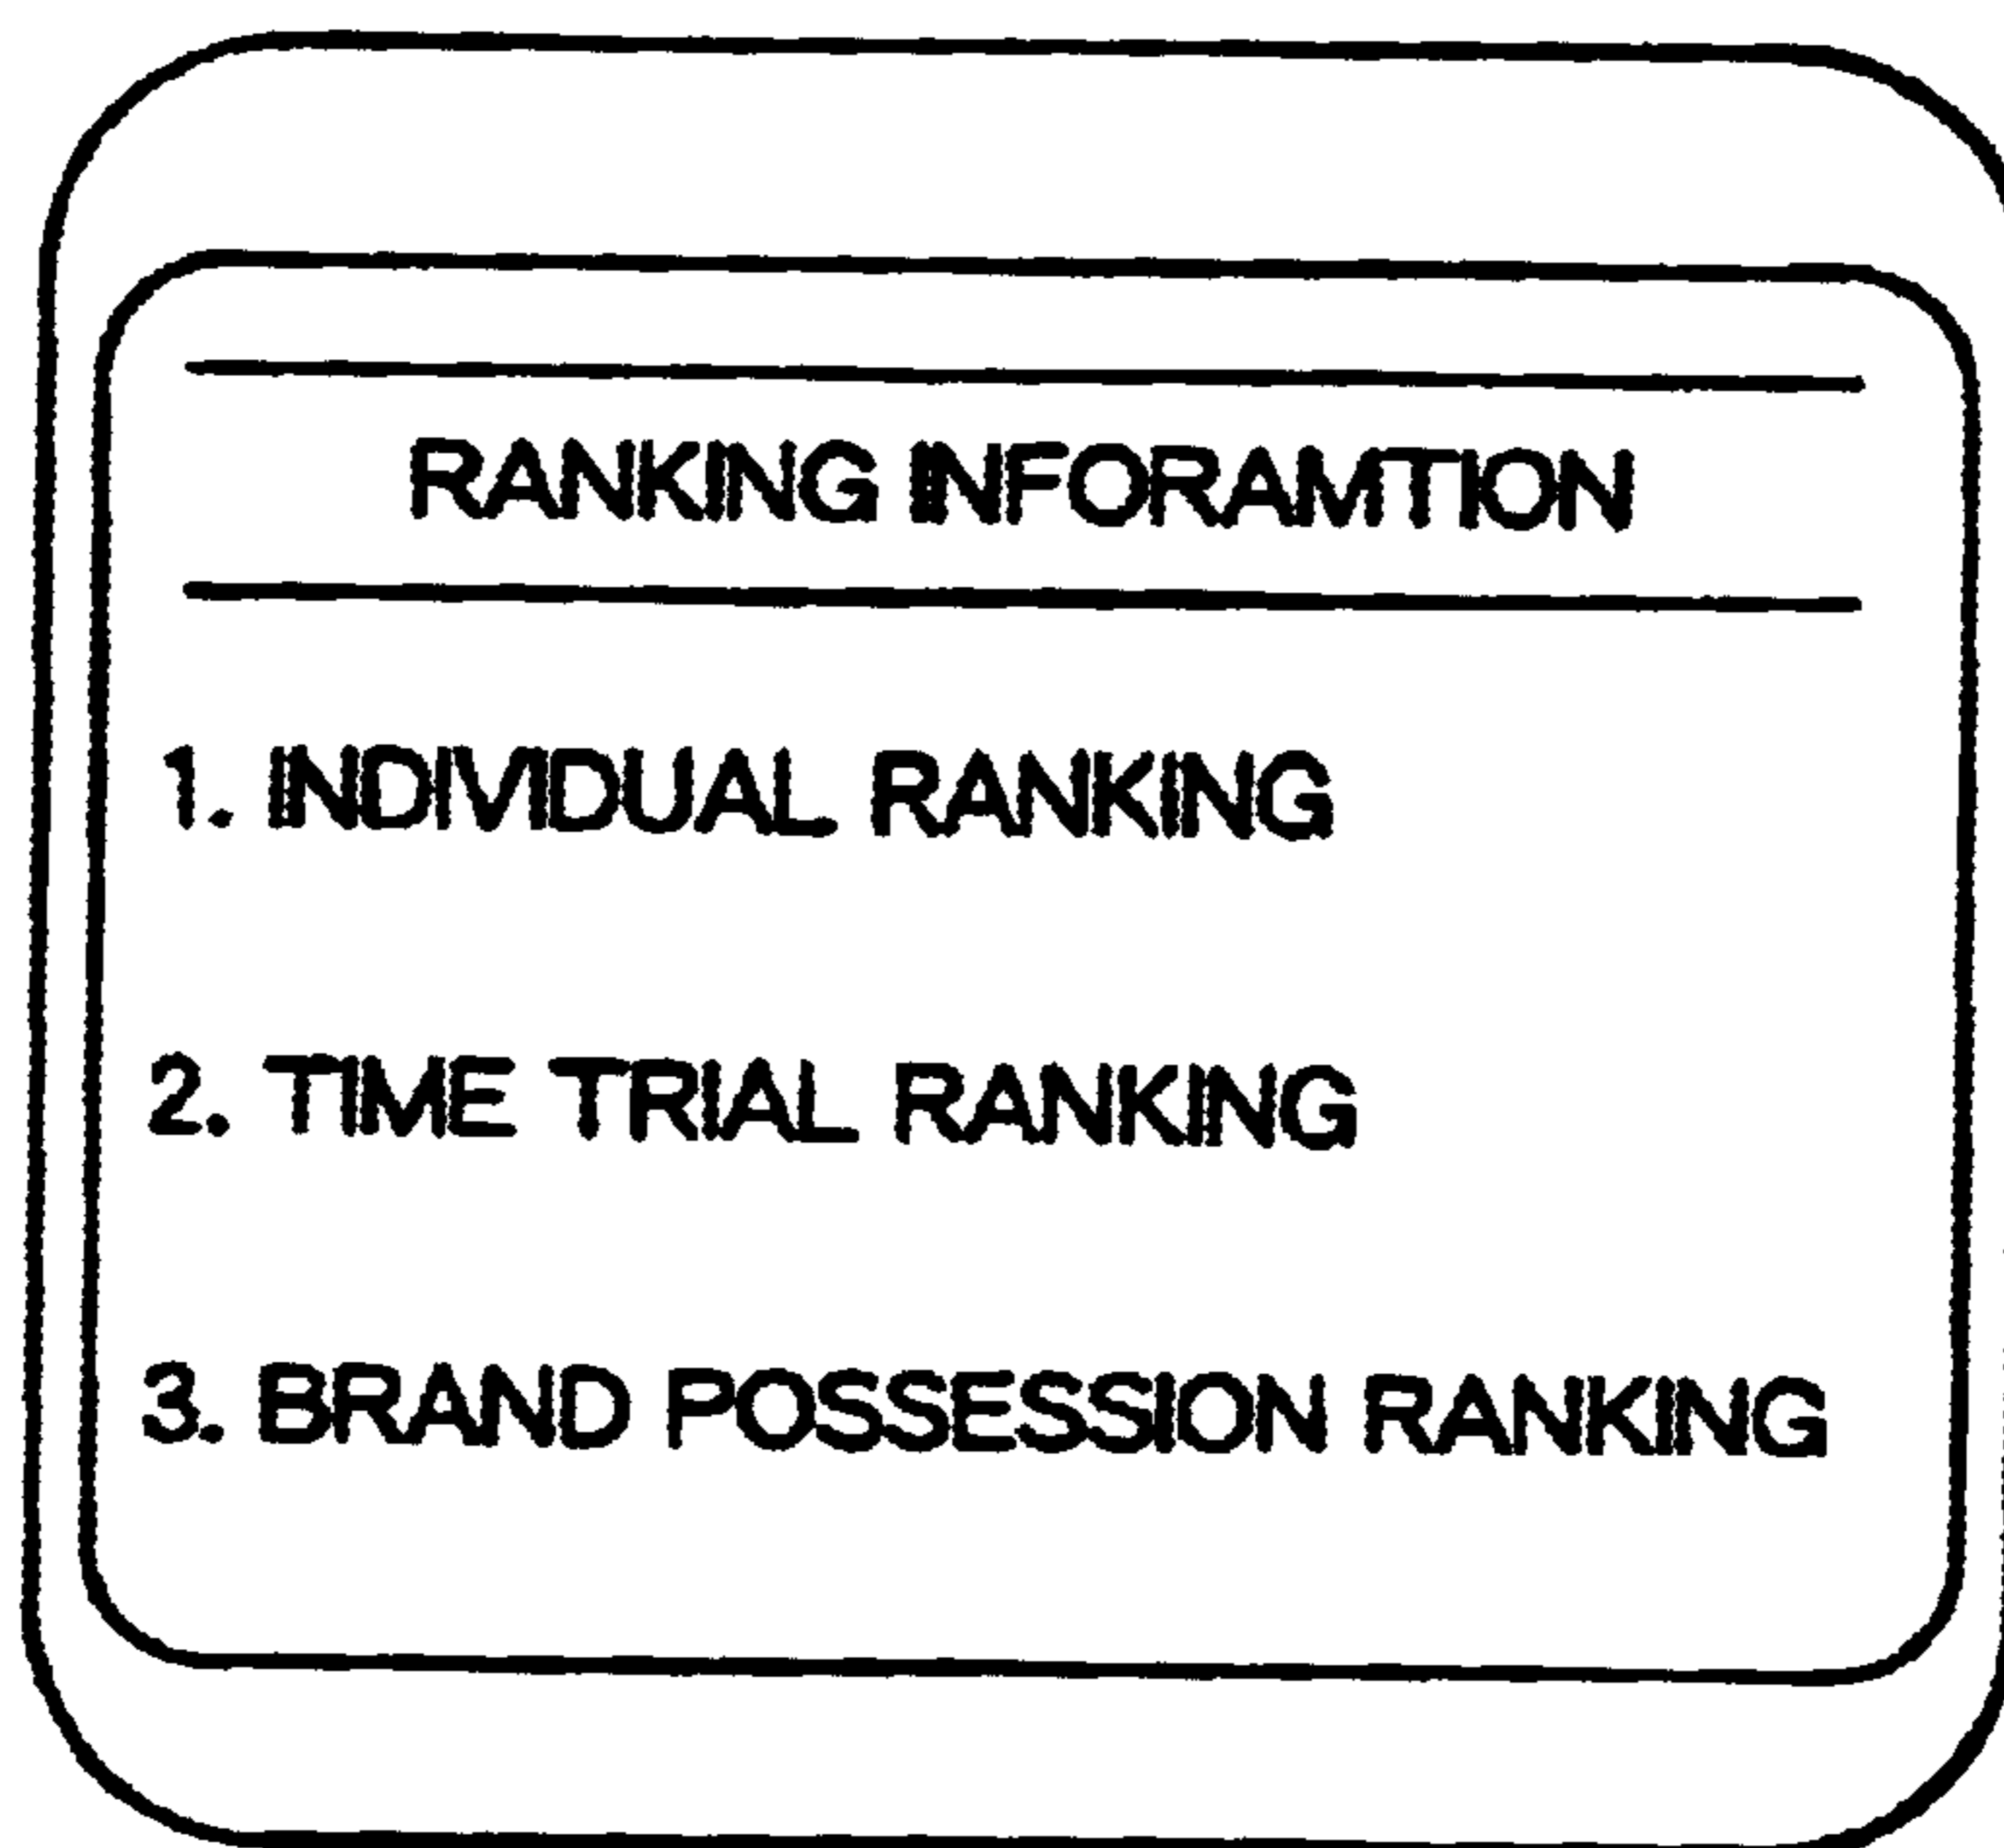 RANKING INFORAMTION
1. INDIVIDUAL RANKING
2. TIME TRIAL RANKING
3. BRAND POSSESSION RANKING